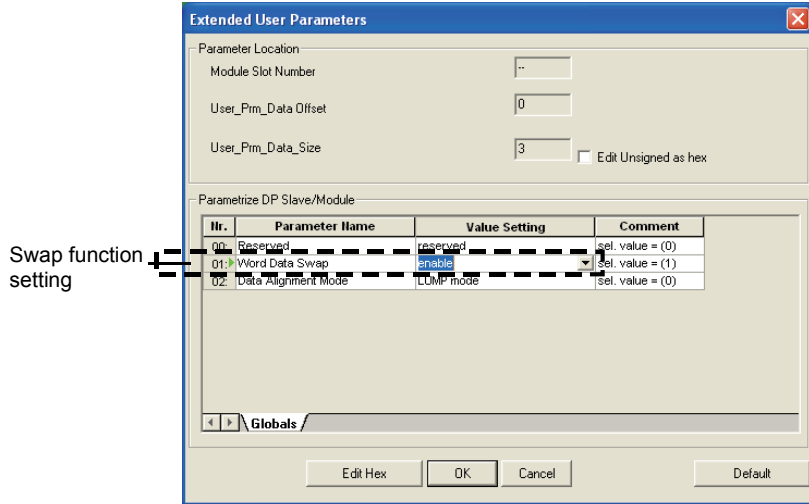 Extended User Parameters
Parameter Location
Module Slot Number --
User_Prm_Data Offset 0
User_Prm_Data_Size 3 Edit Unsigned as hex
Parametrize DP Slave/Module
Nr. Parameter Name Value Setting Comment
00: Reserved reserved sel. value = (0)
01: Word Data Swap enable sel. value = (1)
02: Data Alignment Mode LUMP mode sel. value = (0)
Swap function
setting
Globals
Edit Hex OK Cancel Default